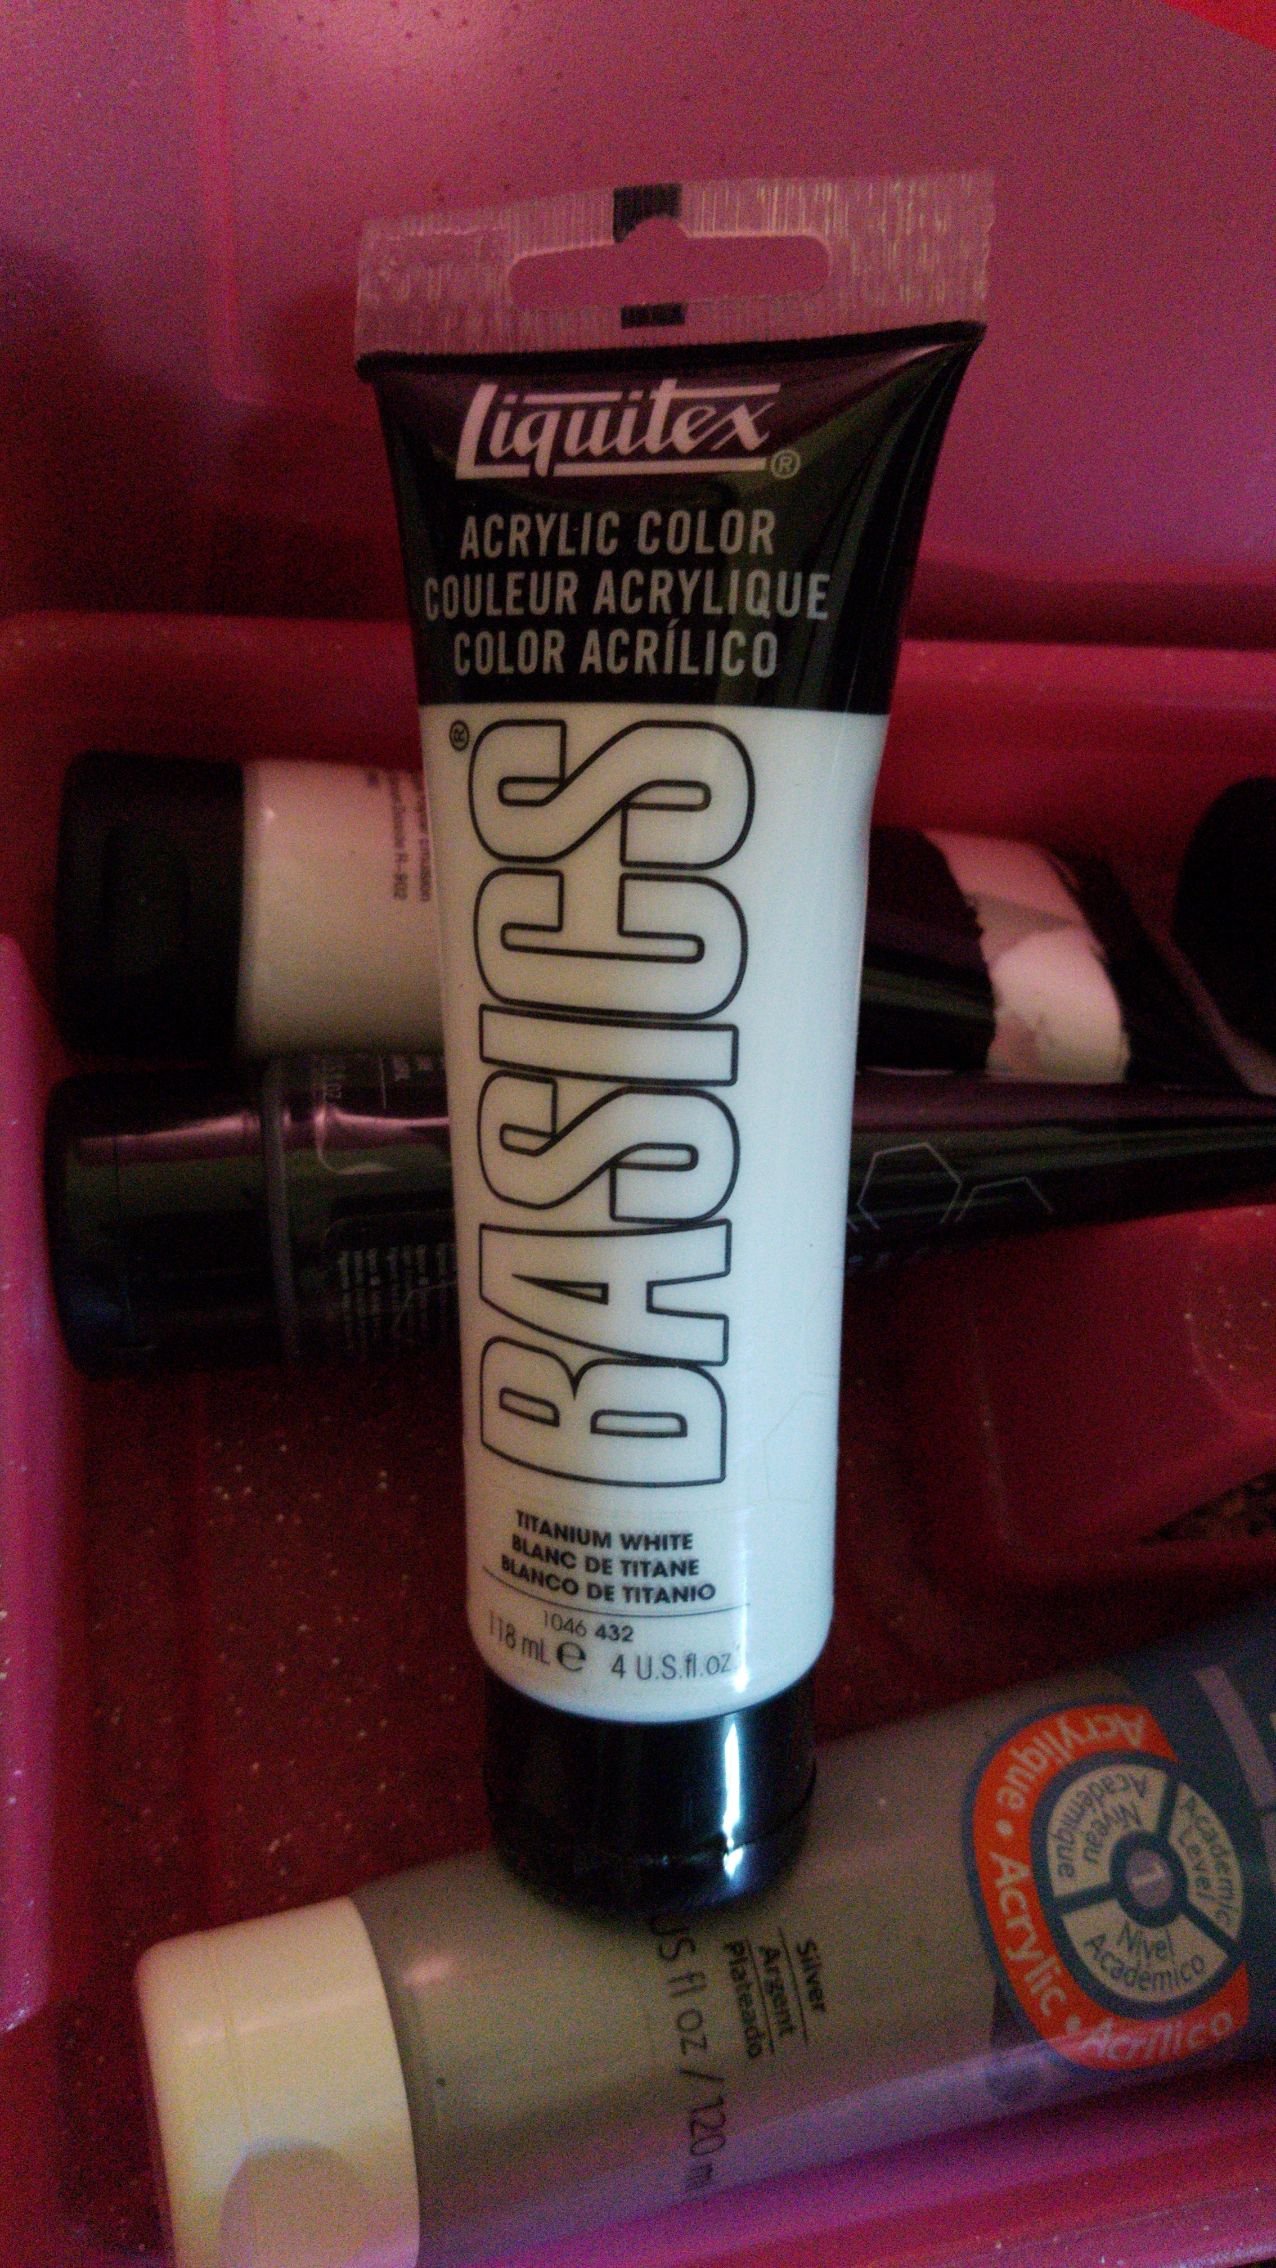 Liquitex®
ACRYLIC COLOR
COULEUR ACRYLIQUE
COLOR ACRÍLICO
BASICS®
TITANIUM WHITE
BLANC DE TITANE
BLANCO DE TITANIO
1046 432
118 mL ℮ 4 U.S.fl.oz.
Acrylique • Acrylic • Acrílico
Niveau
Académique
Academic
Level
Nivel
Académico
1
Silver
Argent
Plateado
US fl oz / 120 m